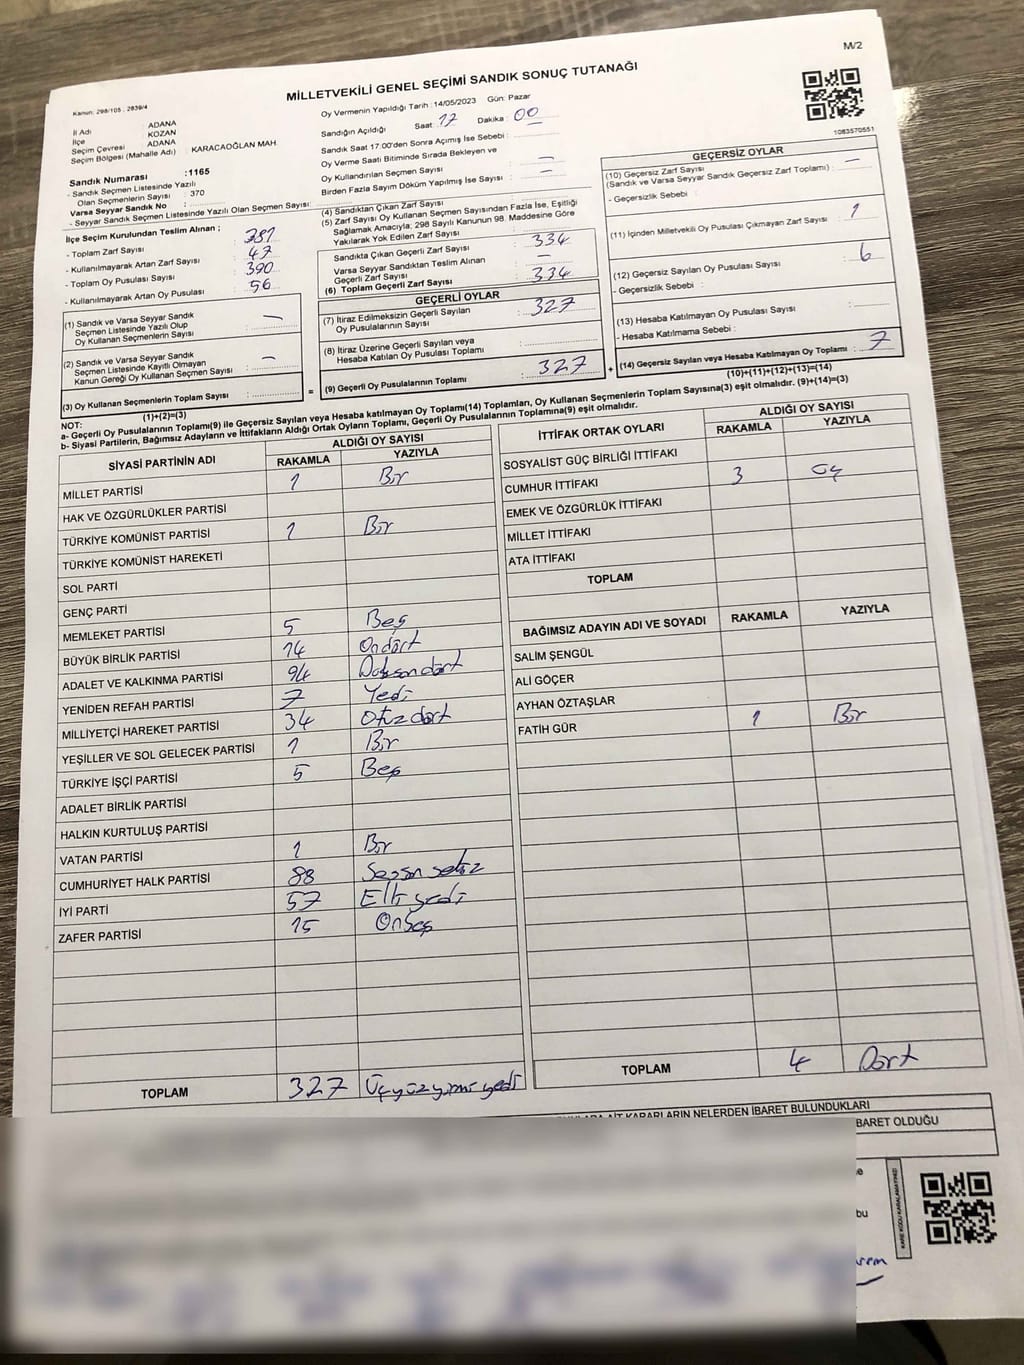 M/2
MİLLETVEKİLİ GENEL SEÇİMİ SANDIK SONUÇ TUTANAĞI
Kanun: 298/105 ; 2839/4
İl Adı : ADANA
İlçe : KOZAN
Seçim Çevresi : ADANA
Seçim Bölgesi (Mahalle Adı) : KARACAOĞLAN MAH.
Sandık Numarası :1165
- Sandık Seçmen Listesinde Yazılı
Olan Seçmenlerin Sayısı : 370
Varsa Seyyar Sandık No :
- Seyyar Sandık Seçmen Listesinde Yazılı Olan Seçmen Sayısı:
Oy Vermenin Yapıldığı Tarih : 14/05/2023 Gün: Pazar
Sandığın Açıldığı Saat : 17 Dakika : 00
Sandık Saat 17.00'den Sonra Açılmış İse Sebebi :
Oy Verme Saati Bitiminde Sırada Bekleyen ve
Oy Kullandırılan Seçmen Sayısı : —
Birden Fazla Sayım Döküm Yapılmış İse Sayısı : —
1083570551
İlçe Seçim Kurulundan Teslim Alınan ;
- Toplam Zarf Sayısı : 381
- Kullanılmayarak Artan Zarf Sayısı : 47
- Toplam Oy Pusulası Sayısı : 390
- Kullanılmayarak Artan Oy Pusulası : 56
(1) Sandık ve Varsa Seyyar Sandık
Seçmen Listesinde Yazılı Olup
Oy Kullanan Seçmenlerin Sayısı : —
(2) Sandık ve Varsa Seyyar Sandık
Seçmen Listesinde Kayıtlı Olmayan
Kanun Gereği Oy Kullanan Seçmen Sayısı : —
(3) Oy Kullanan Seçmenlerin Toplam Sayısı :
(1)+(2)=(3)
(4) Sandıktan Çıkan Zarf Sayısı :
(5) Zarf Sayısı Oy Kullanan Seçmen Sayısından Fazla İse, Eşitliği
Sağlamak Amacıyla; 298 Sayılı Kanunun 98. Maddesine Göre
Yakılarak Yok Edilen Zarf Sayısı :
Sandıkta Çıkan Geçerli Zarf Sayısı : 334
Varsa Seyyar Sandıktan Teslim Alınan
Geçerli Zarf Sayısı : —
(6) Toplam Geçerli Zarf Sayısı : 334
GEÇERLİ OYLAR
(7) İtiraz Edilmeksizin Geçerli Sayılan
Oy Pusulalarının Sayısı : 327
(8) İtiraz Üzerine Geçerli Sayılan veya
Hesaba Katılan Oy Pusulası Toplamı :
= (9) Geçerli Oy Pusulalarının Toplamı : 327
GEÇERSİZ OYLAR
(10) Geçersiz Zarf Sayısı
(Sandık ve Varsa Seyyar Sandık Geçersiz Zarf Toplamı) : —
- Geçersizlik Sebebi :
(11) İçinden Milletvekili Oy Pusulası Çıkmayan Zarf Sayısı : 1
(12) Geçersiz Sayılan Oy Pusulası Sayısı : 6
- Geçersizlik Sebebi :
(13) Hesaba Katılmayan Oy Pusulası Sayısı :
- Hesaba Katılmama Sebebi :
+ (14) Geçersiz Sayılan veya Hesaba Katılmayan Oy Toplamı : 7
(10)+(11)+(12)+(13)=(14)
NOT:
a- Geçerli Oy Pusulalarının Toplamı(9) ile Geçersiz Sayılan veya Hesaba katılmayan Oy Toplamı(14) Toplamları, Oy Kullanan Seçmenlerin Toplam Sayısına(3) eşit olmalıdır. (9)+(14)=(3)
b- Siyasi Partilerin, Bağımsız Adayların ve İttifakların Aldığı Ortak Oyların Toplamı, Geçerli Oy Pusulalarının Toplamına(9) eşit olmalıdır.
SİYASİ PARTİNİN ADI ALDIĞI OY SAYISI
RAKAMLA YAZIYLA
MİLLET PARTİSİ 1 Bir
HAK VE ÖZGÜRLÜKLER PARTİSİ
TÜRKİYE KOMÜNİST PARTİSİ 1 Bir
TÜRKİYE KOMÜNİST HAREKETİ
SOL PARTİ
GENÇ PARTİ
MEMLEKET PARTİSİ 5 Beş
BÜYÜK BİRLİK PARTİSİ 14 Ondört
ADALET VE KALKINMA PARTİSİ 94 Doksandört
YENİDEN REFAH PARTİSİ 7 Yedi
MİLLİYETÇİ HAREKET PARTİSİ 34 Otuzdört
YEŞİLLER VE SOL GELECEK PARTİSİ 1 Bir
TÜRKİYE İŞÇİ PARTİSİ 5 Beş
ADALET BİRLİK PARTİSİ
HALKIN KURTULUŞ PARTİSİ
VATAN PARTİSİ 1 Bir
CUMHURİYET HALK PARTİSİ 88 Seksen sekiz
İYİ PARTİ 57 Elli yedi
ZAFER PARTİSİ 15 Onbeş
TOPLAM 327 Üçyüzyirmi yedi
İTTİFAK ORTAK OYLARI ALDIĞI OY SAYISI
RAKAMLA YAZIYLA
SOSYALİST GÜÇ BİRLİĞİ İTTİFAKI
CUMHUR İTTİFAKI 3 Üç
EMEK VE ÖZGÜRLÜK İTTİFAKI
MİLLET İTTİFAKI
ATA İTTİFAKI
TOPLAM
BAĞIMSIZ ADAYIN ADI VE SOYADI RAKAMLA YAZIYLA
SALİM ŞENGÜL
ALİ GÖÇER
AYHAN ÖZTAŞLAR
FATİH GÜR 1 Bir
TOPLAM 4 Dört
AİT KARARLARIN NELERDEN İBARET BULUNDUKLARI
BARET OLDUĞU
bu